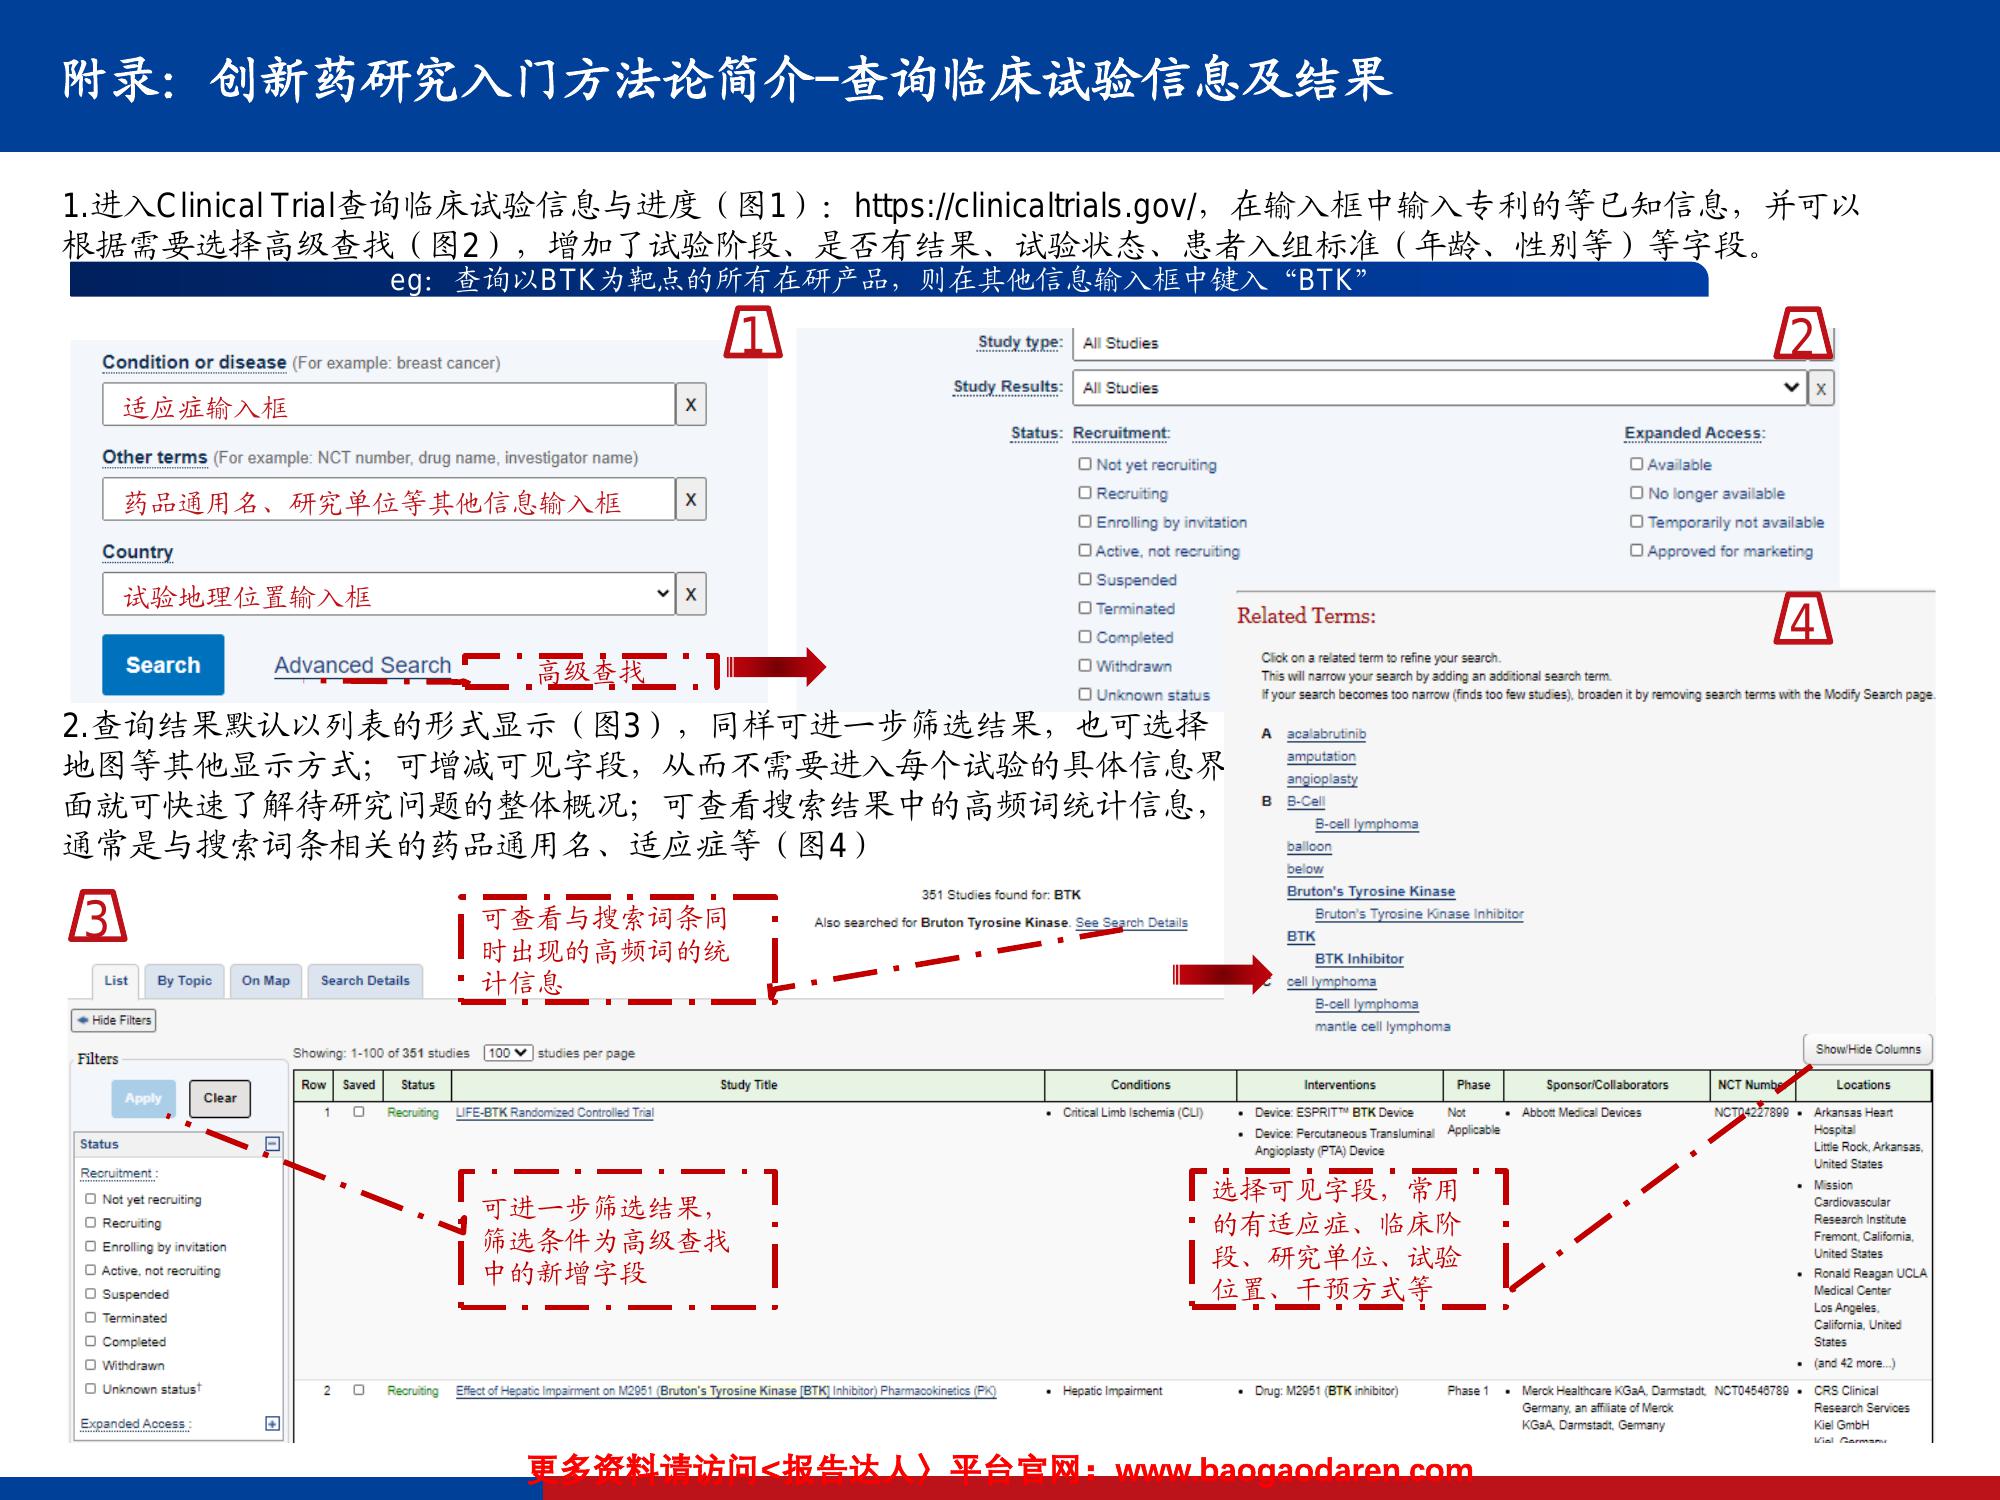 附录：创新药研究入门方法论简介-查询临床试验信息及结果
1.进入Clinical Trial查询临床试验信息与进度（图1）：https://clinicaltrials.gov/，在输入框中输入专利的等已知信息，并可以
根据需要选择高级查找（图2），增加了试验阶段、是否有结果、试验状态、患者入组标准（年龄、性别等）等字段。
eg：查询以BTK为靶点的所有在研产品，则在其他信息输入框中键入“BTK”
1
Condition or disease (For example: breast cancer)
适应症输入框
X
Other terms (For example: NCT number, drug name, investigator name)
药品通用名、研究单位等其他信息输入框
X
Country
试验地理位置输入框
X
Search
Advanced Search
高级查找
2
Study type: All Studies
Study Results: All Studies
X
Status: Recruitment:
Expanded Access:
Not yet recruiting
Available
Recruiting
No longer available
Enrolling by invitation
Temporarily not available
Active, not recruiting
Approved for marketing
Suspended
Terminated
Completed
Withdrawn
Unknown status
4
Related Terms:
Click on a related term to refine your search.
This will narrow your search by adding an additional search term.
If your search becomes too narrow (finds too few studies), broaden it by removing search terms with the Modify Search page.
A acalabrutinib
amputation
angioplasty
B B-Cell
B-cell lymphoma
balloon
below
Bruton's Tyrosine Kinase
Bruton's Tyrosine Kinase Inhibitor
BTK
BTK Inhibitor
C cell lymphoma
B-cell lymphoma
mantle cell lymphoma
2.查询结果默认以列表的形式显示（图3），同样可进一步筛选结果，也可选择
地图等其他显示方式；可增减可见字段，从而不需要进入每个试验的具体信息界
面就可快速了解待研究问题的整体概况；可查看搜索结果中的高频词统计信息，
通常是与搜索词条相关的药品通用名、适应症等（图4）
3
351 Studies found for: BTK
Also searched for Bruton Tyrosine Kinase. See Search Details
可查看与搜索词条同
时出现的高频词的统
计信息
List
By Topic
On Map
Search Details
Hide Filters
Showing: 1-100 of 351 studies 100 studies per page
Show/Hide Columns
Filters
Apply
Clear
Status
Recruitment :
Not yet recruiting
Recruiting
Enrolling by invitation
Active, not recruiting
Suspended
Terminated
Completed
Withdrawn
Unknown status†
Expanded Access :
Row Saved Status Study Title Conditions Interventions Phase Sponsor/Collaborators NCT Number Locations
1 Recruiting LIFE-BTK Randomized Controlled Trial
Critical Limb Ischemia (CLI)
Device: ESPRIT™ BTK Device
Device: Percutaneous Transluminal
Angioplasty (PTA) Device
Not
Applicable
Abbott Medical Devices
NCT04227899
Arkansas Heart
Hospital
Little Rock, Arkansas,
United States
Mission
Cardiovascular
Research Institute
Fremont, California,
United States
Ronald Reagan UCLA
Medical Center
Los Angeles,
California, United
States
(and 42 more...)
可进一步筛选结果，
筛选条件为高级查找
中的新增字段
选择可见字段，常用
的有适应症、临床阶
段、研究单位、试验
位置、干预方式等
2 Recruiting Effect of Hepatic Impairment on M2951 (Bruton's Tyrosine Kinase [BTK] Inhibitor) Pharmacokinetics (PK)
Hepatic Impairment
Drug: M2951 (BTK inhibitor)
Phase 1
Merck Healthcare KGaA, Darmstadt,
Germany, an affiliate of Merck
KGaA, Darmstadt, Germany
NCT04546789
CRS Clinical
Research Services
Kiel GmbH
Kiel, Germany
更多资料请访问<报告达人〉平台官网：www.baogaodaren.com